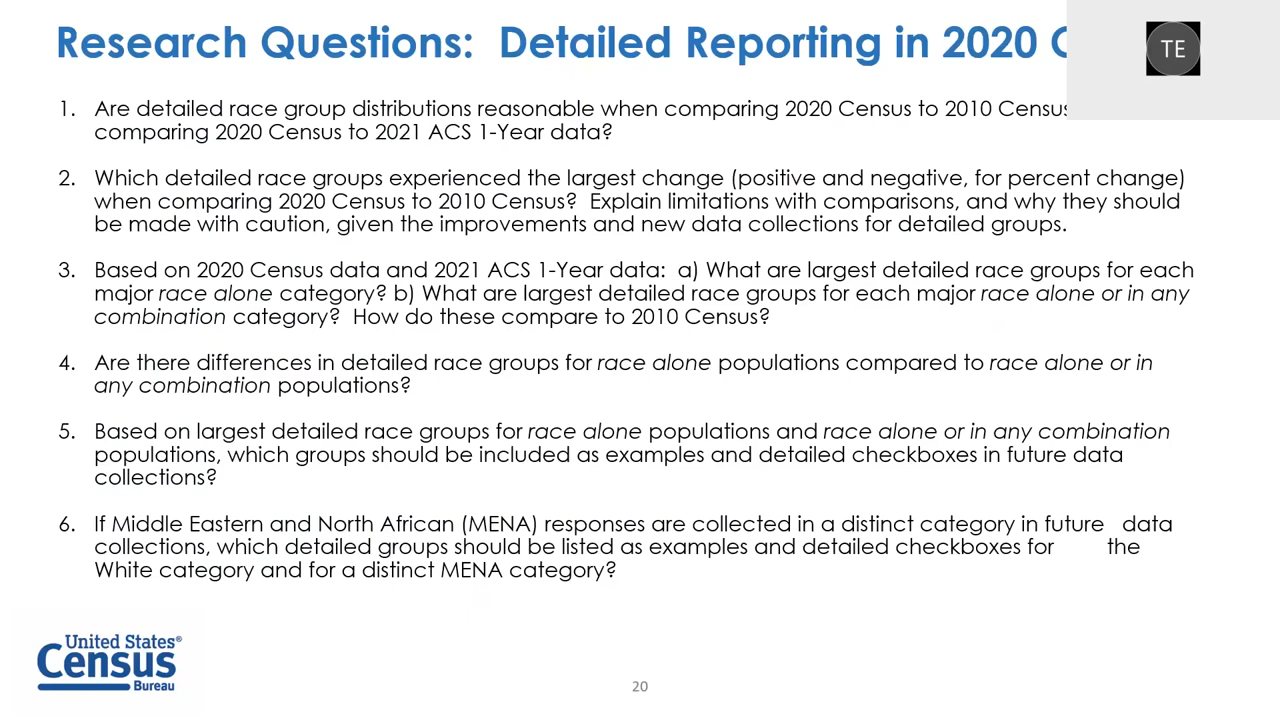 Research Questions:  Detailed Reporting in 2020
TE
1. Are detailed race group distributions reasonable when comparing 2020 Census to 2010 Census
comparing 2020 Census to 2021 ACS 1-Year data?
2. Which detailed race groups experienced the largest change (positive and negative, for percent change)
when comparing 2020 Census to 2010 Census?  Explain limitations with comparisons, and why they should
be made with caution, given the improvements and new data collections for detailed groups.
3. Based on 2020 Census data and 2021 ACS 1-Year data:  a) What are largest detailed race groups for each
major race alone category? b) What are largest detailed race groups for each major race alone or in any
combination category?  How do these compare to 2010 Census?
4. Are there differences in detailed race groups for race alone populations compared to race alone or in
any combination populations?
5. Based on largest detailed race groups for race alone populations and race alone or in any combination
populations, which groups should be included as examples and detailed checkboxes in future data
collections?
6. If Middle Eastern and North African (MENA) responses are collected in a distinct category in future data
collections, which detailed groups should be listed as examples and detailed checkboxes for the
White category and for a distinct MENA category?
United States®
Census
Bureau
20